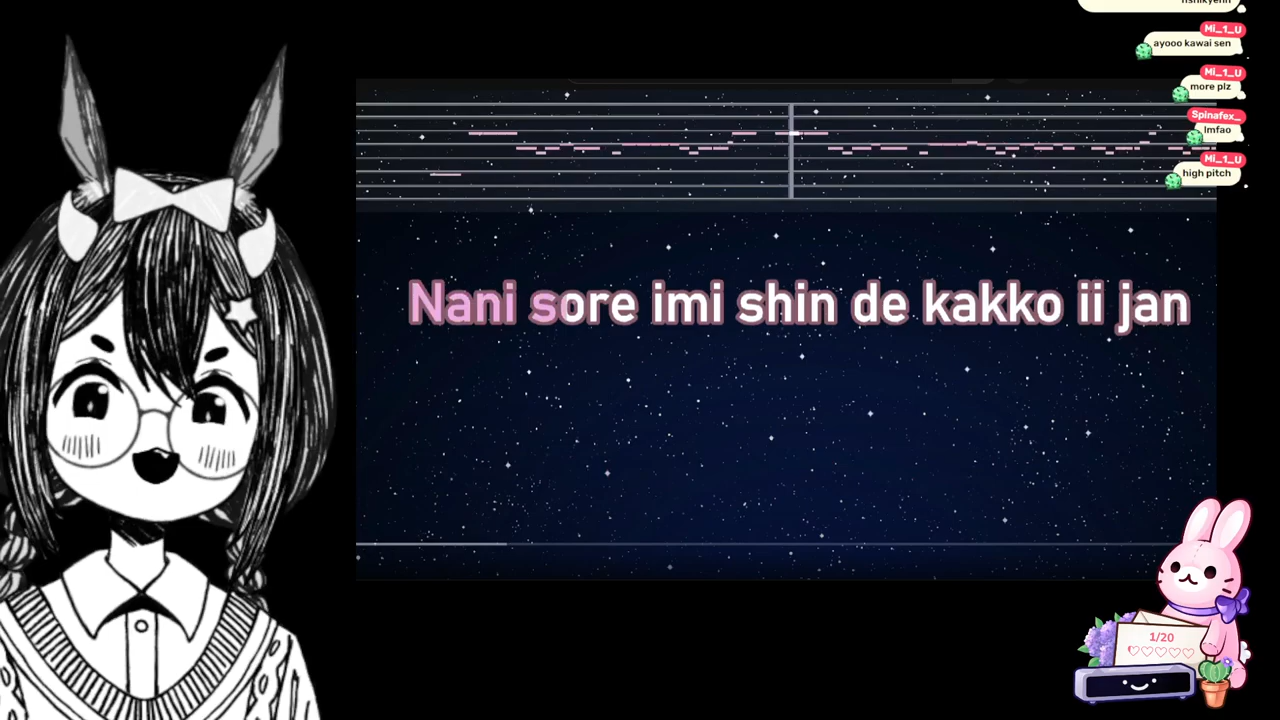 Mi_1_U
ayooo kawai sen
Mi_1_U
more plz
Spinafex_
lmfao
Mi_1_U
high pitch
Nani sore imi shin de kakko ii jan
1/20